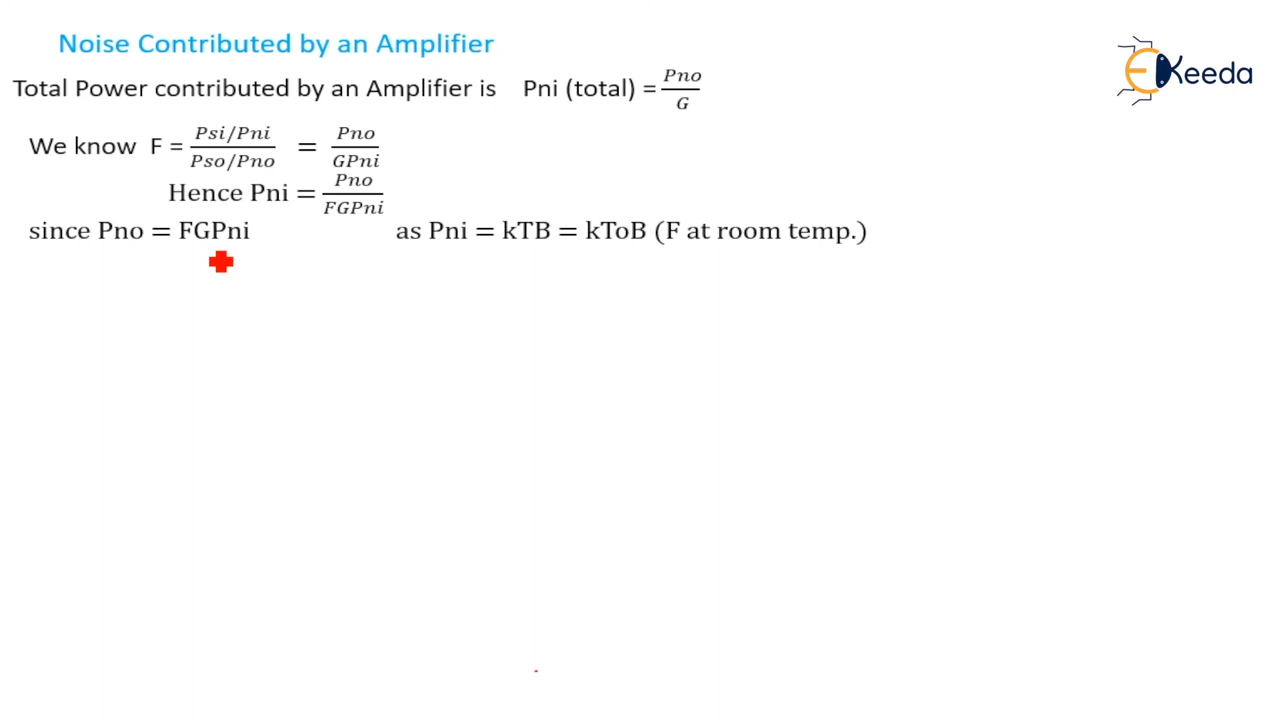 Noise Contributed by an Amplifier
EKeeda
Total Power contributed by an Amplifier is Pni (total) = Pno/G
We know F = (Psi/Pni)/(Pso/Pno) = Pno/GPni
Hence Pni = Pno/FGPni
since Pno = FGPni as Pni = kTB = kToB (F at room temp.)